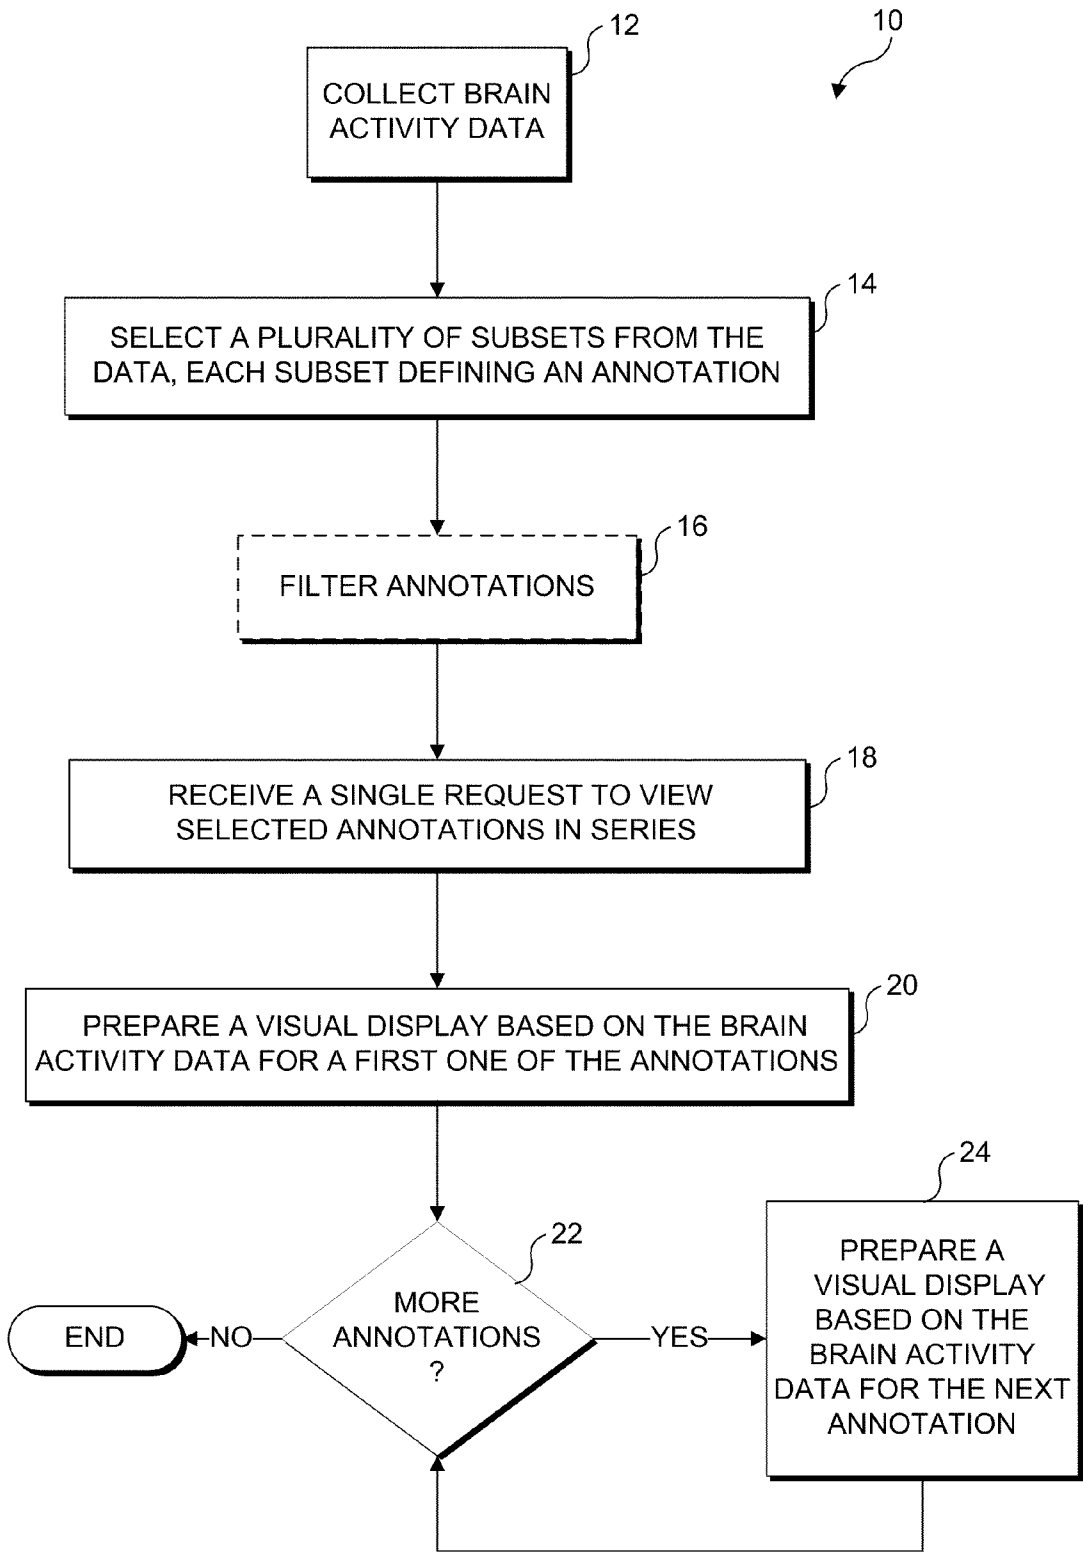 12
10
COLLECT BRAIN
ACTIVITY DATA
14
SELECT A PLURALITY OF SUBSETS FROM THE
DATA, EACH SUBSET DEFINING AN ANNOTATION
16
FILTER ANNOTATIONS
18
RECEIVE A SINGLE REQUEST TO VIEW
SELECTED ANNOTATIONS IN SERIES
20
PREPARE A VISUAL DISPLAY BASED ON THE BRAIN
ACTIVITY DATA FOR A FIRST ONE OF THE ANNOTATIONS
22
MORE
ANNOTATIONS
?
END
NO
YES
24
PREPARE A
VISUAL DISPLAY
BASED ON THE
BRAIN ACTIVITY
DATA FOR THE NEXT
ANNOTATION